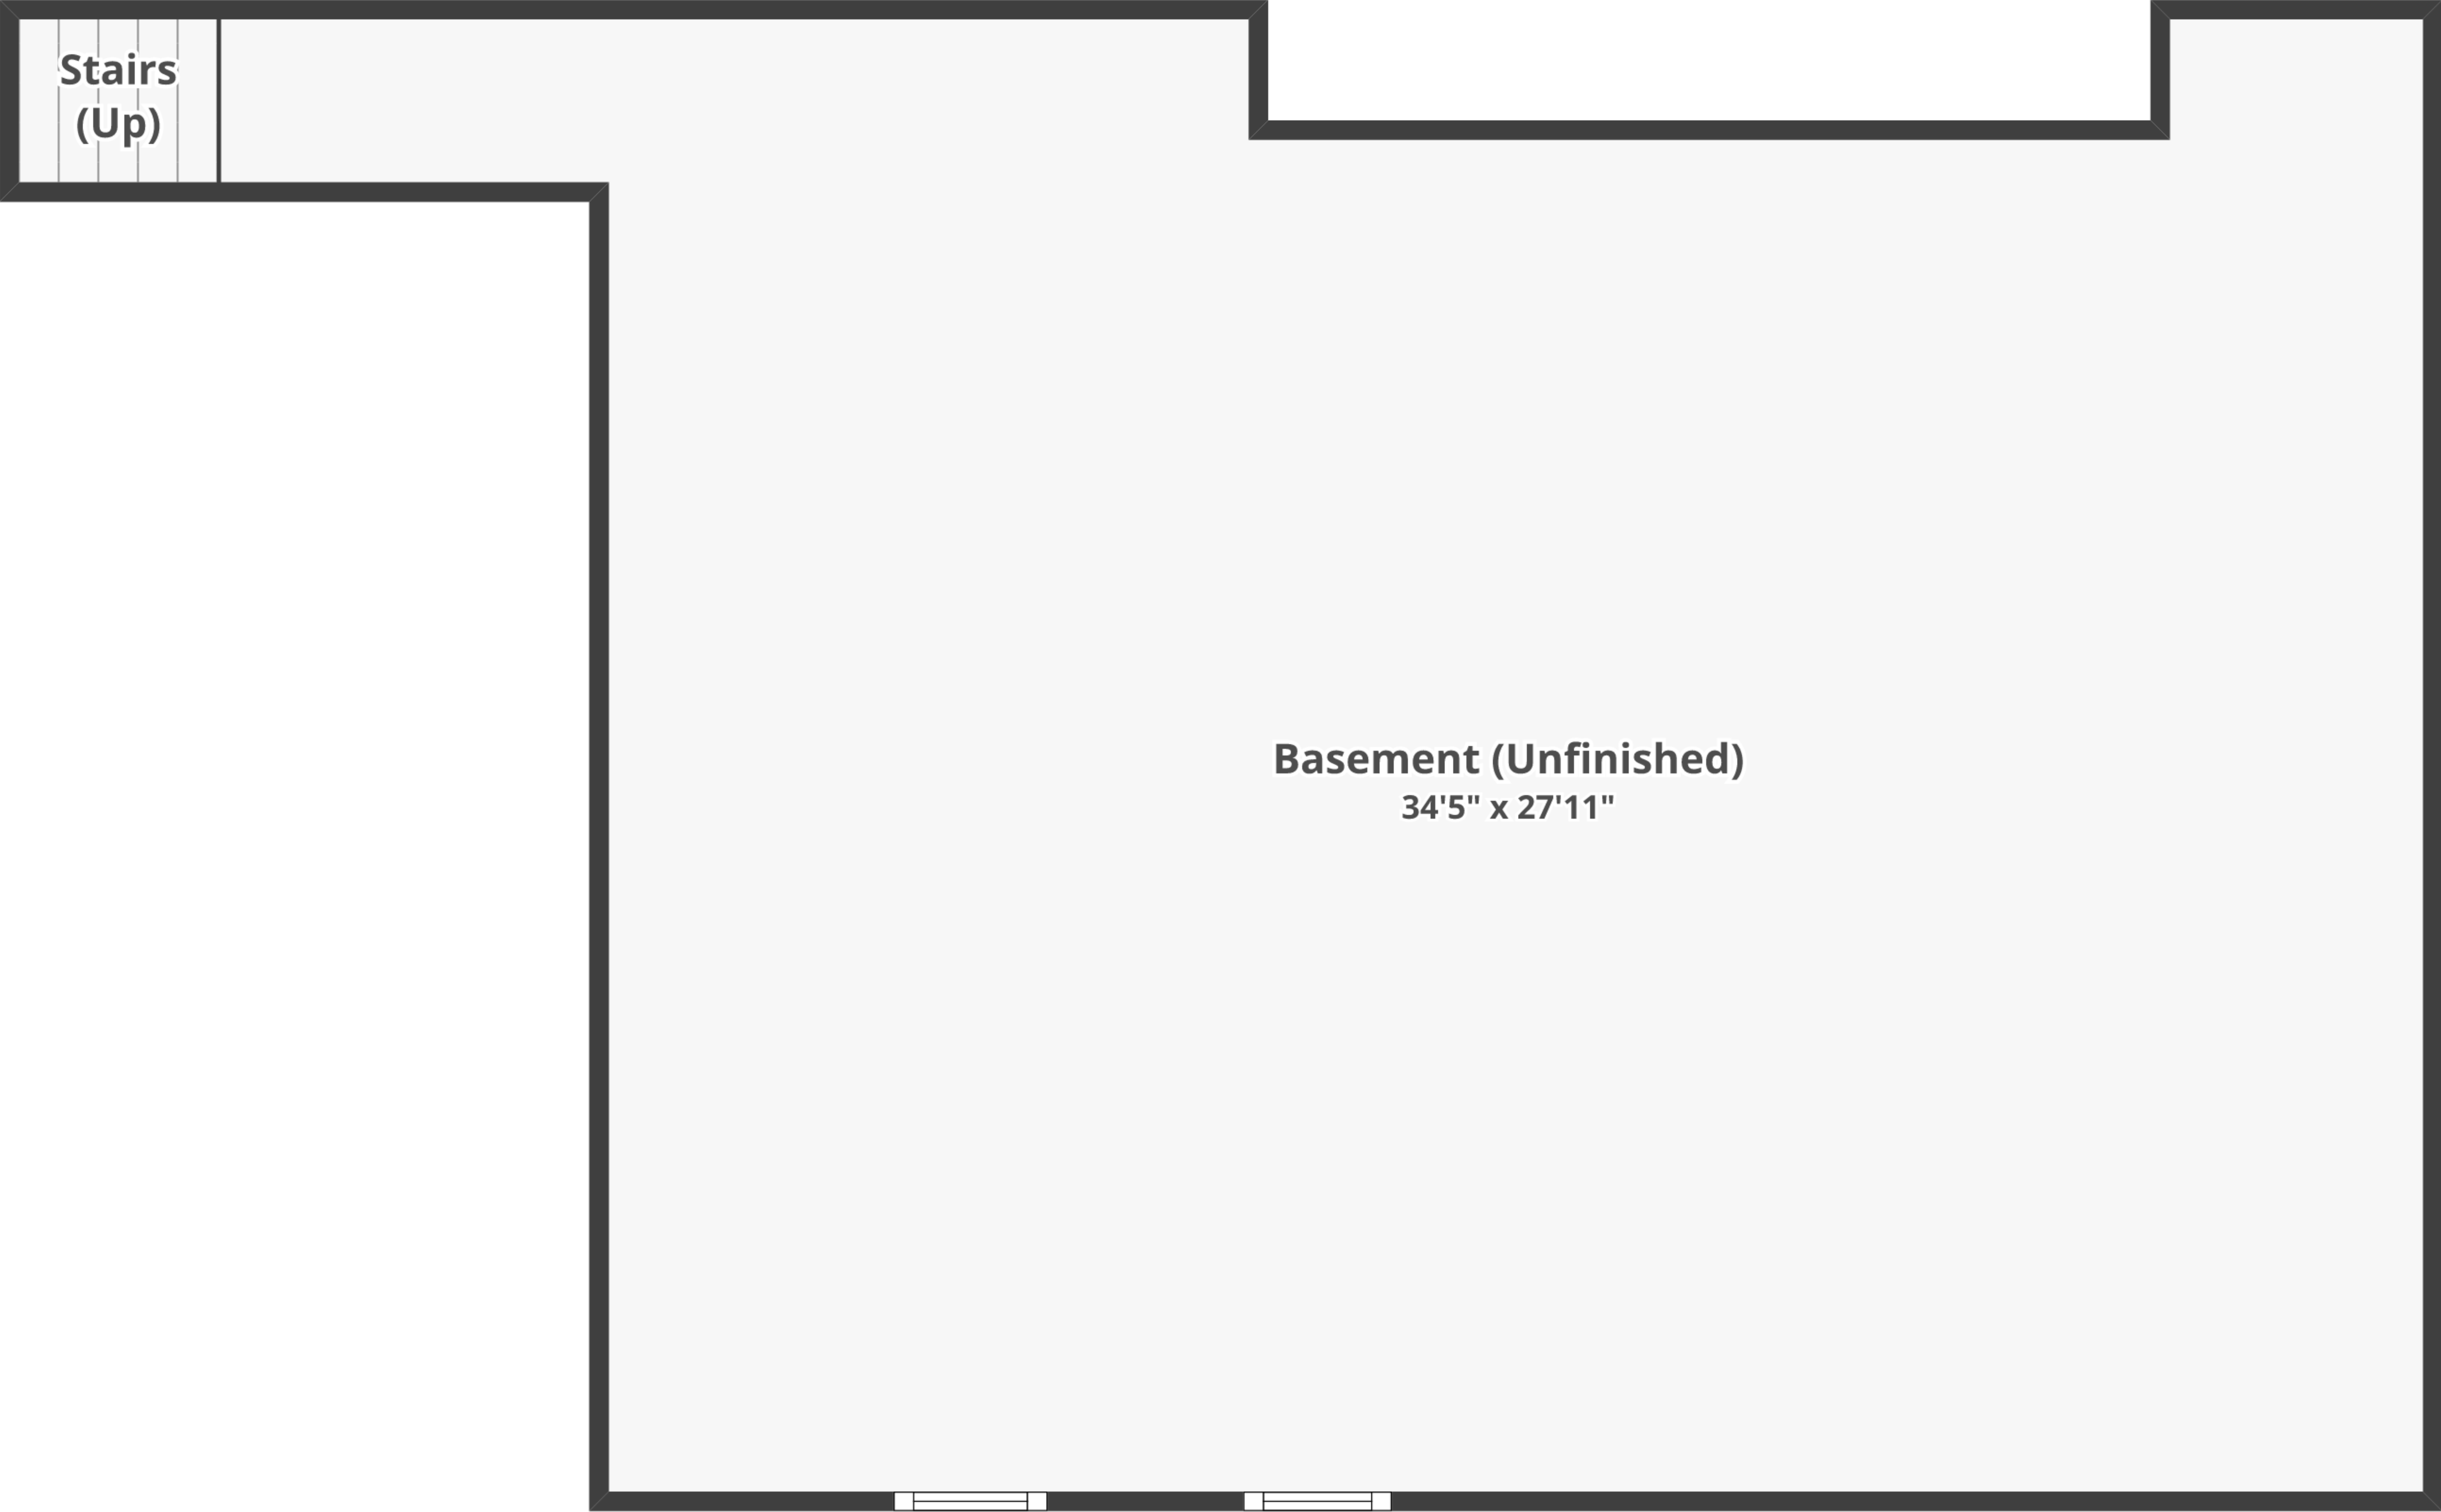 Stairs
(Up)
Basement (Unfinished)
34'5" x 27'11"